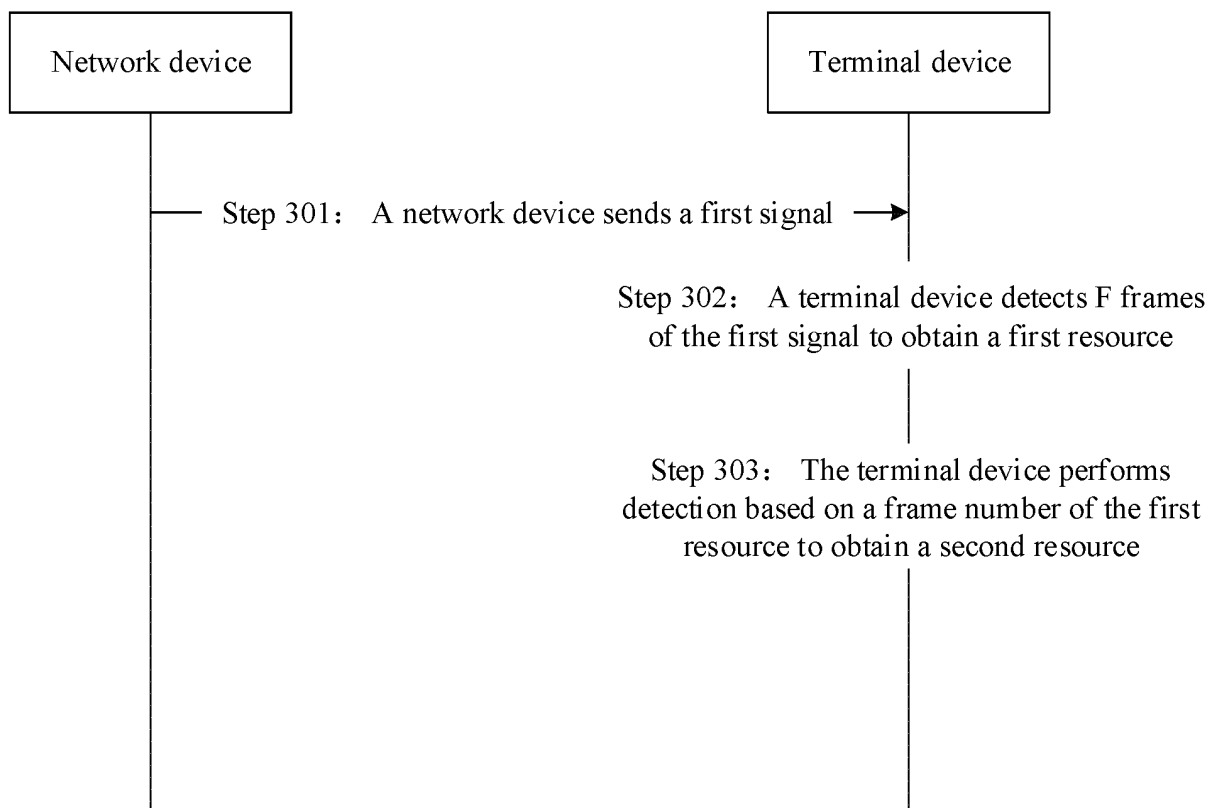 Network device
Terminal device
Step 301： A network device sends a first signal
Step 302： A terminal device detects F frames
of the first signal to obtain a first resource
Step 303： The terminal device performs
detection based on a frame number of the first
resource to obtain a second resource